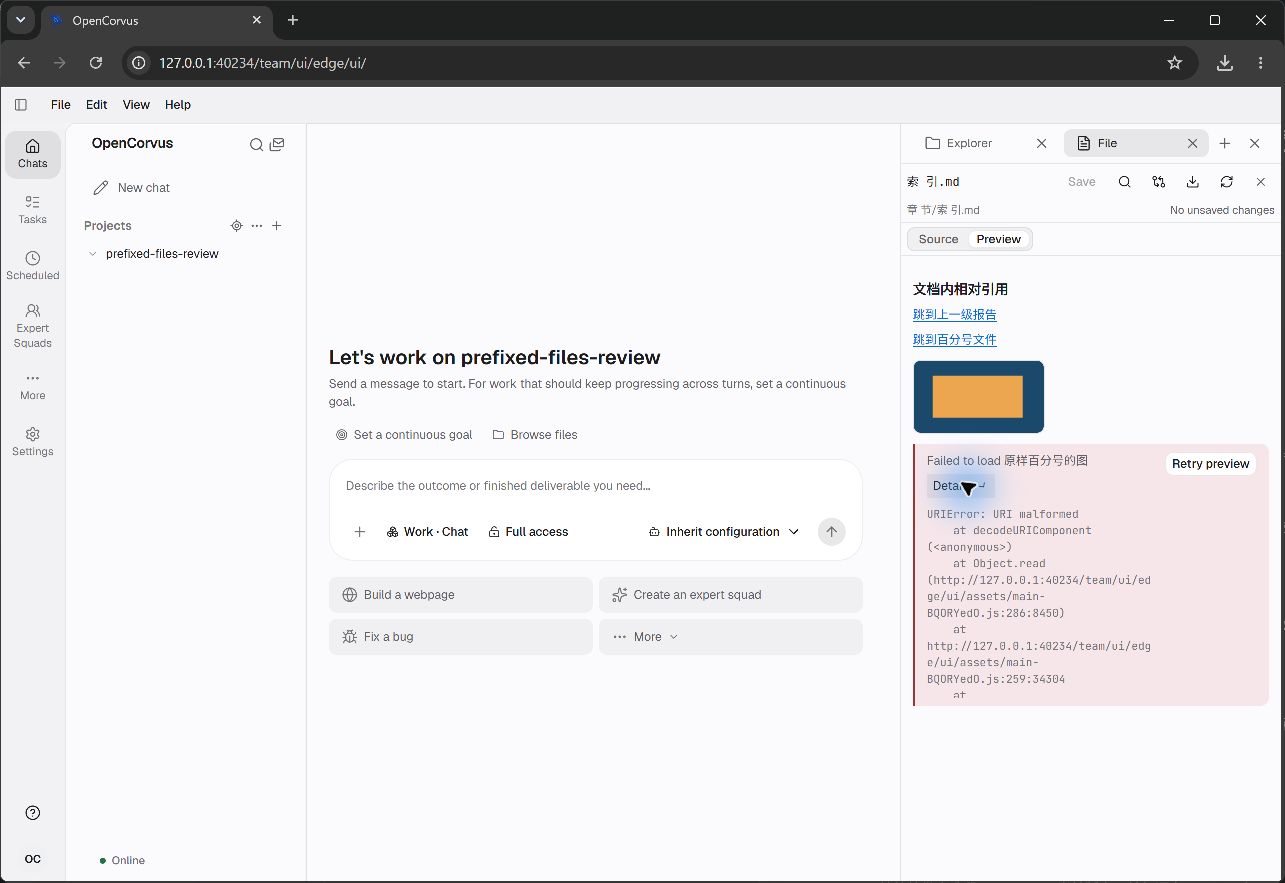 OpenCorvus
127.0.0.1:40234/team/ui/edge/ui/
File Edit View Help
Chats
Tasks
Scheduled
Expert
Squads
More
Settings
OC
OpenCorvus
New chat
Projects
prefixed-files-review
Online
Let's work on prefixed-files-review
Send a message to start. For work that should keep progressing across turns, set a continuous
goal.
Set a continuous goal Browse files
Describe the outcome or finished deliverable you need...
Work · Chat Full access Inherit configuration
Build a webpage Create an expert squad
Fix a bug More
Explorer File
索 引.md Save
章 节/索 引.md No unsaved changes
Source Preview
文档内相对引用
跳到上一级报告
跳到百分号文件
Failed to load 原样百分号的图 Retry preview
URIError: URI malformed
at decodeURIComponent
(<anonymous>)
at Object.read
(http://127.0.0.1:40234/team/ui/ed
ge/ui/assets/main-
BQORYedO.js:286:8450)
at
http://127.0.0.1:40234/team/ui/edg
e/ui/assets/main-
BQORYedO.js:259:34304
at